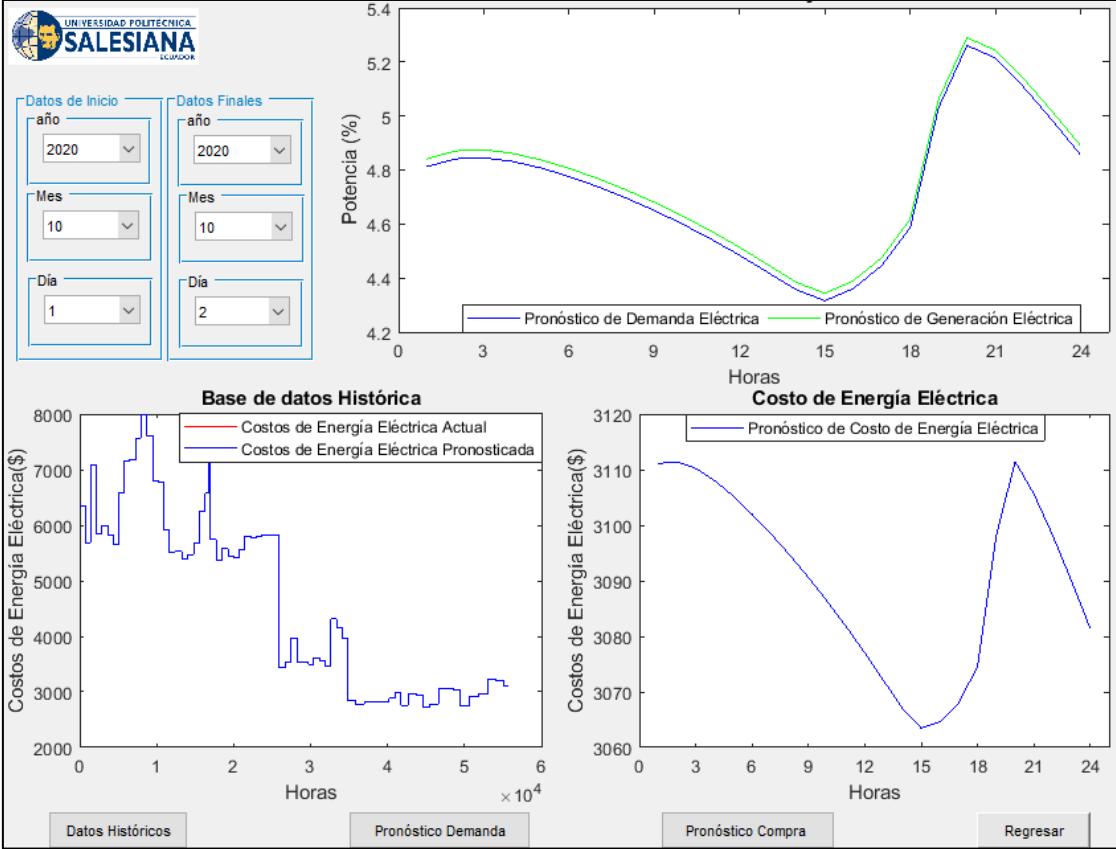 UNIVERSIDAD POLITÉCNICA
SALESIANA
ECUADOR
Datos de Inicio
año
2020
Mes
10
Día
1
Datos Finales
año
2020
Mes
10
Día
2
5.4
5.2
5
4.8
4.6
4.4
4.2
Potencia (%)
Pronóstico de Demanda Eléctrica
Pronóstico de Generación Eléctrica
0 3 6 9 12 15 18 21 24
Horas
Base de datos Histórica
8000
7000
6000
5000
4000
3000
2000
Costos de Energía Eléctrica($)
Costos de Energía Eléctrica Actual
Costos de Energía Eléctrica Pronosticada
0 1 2 3 4 5 6
Horas
×10⁴
Costo de Energía Eléctrica
3120
3110
3100
3090
3080
3070
3060
Costos de Energía Eléctrica($)
Pronóstico de Costo de Energía Eléctrica
0 3 6 9 12 15 18 21 24
Horas
Datos Históricos
Pronóstico Demanda
Pronóstico Compra
Regresar